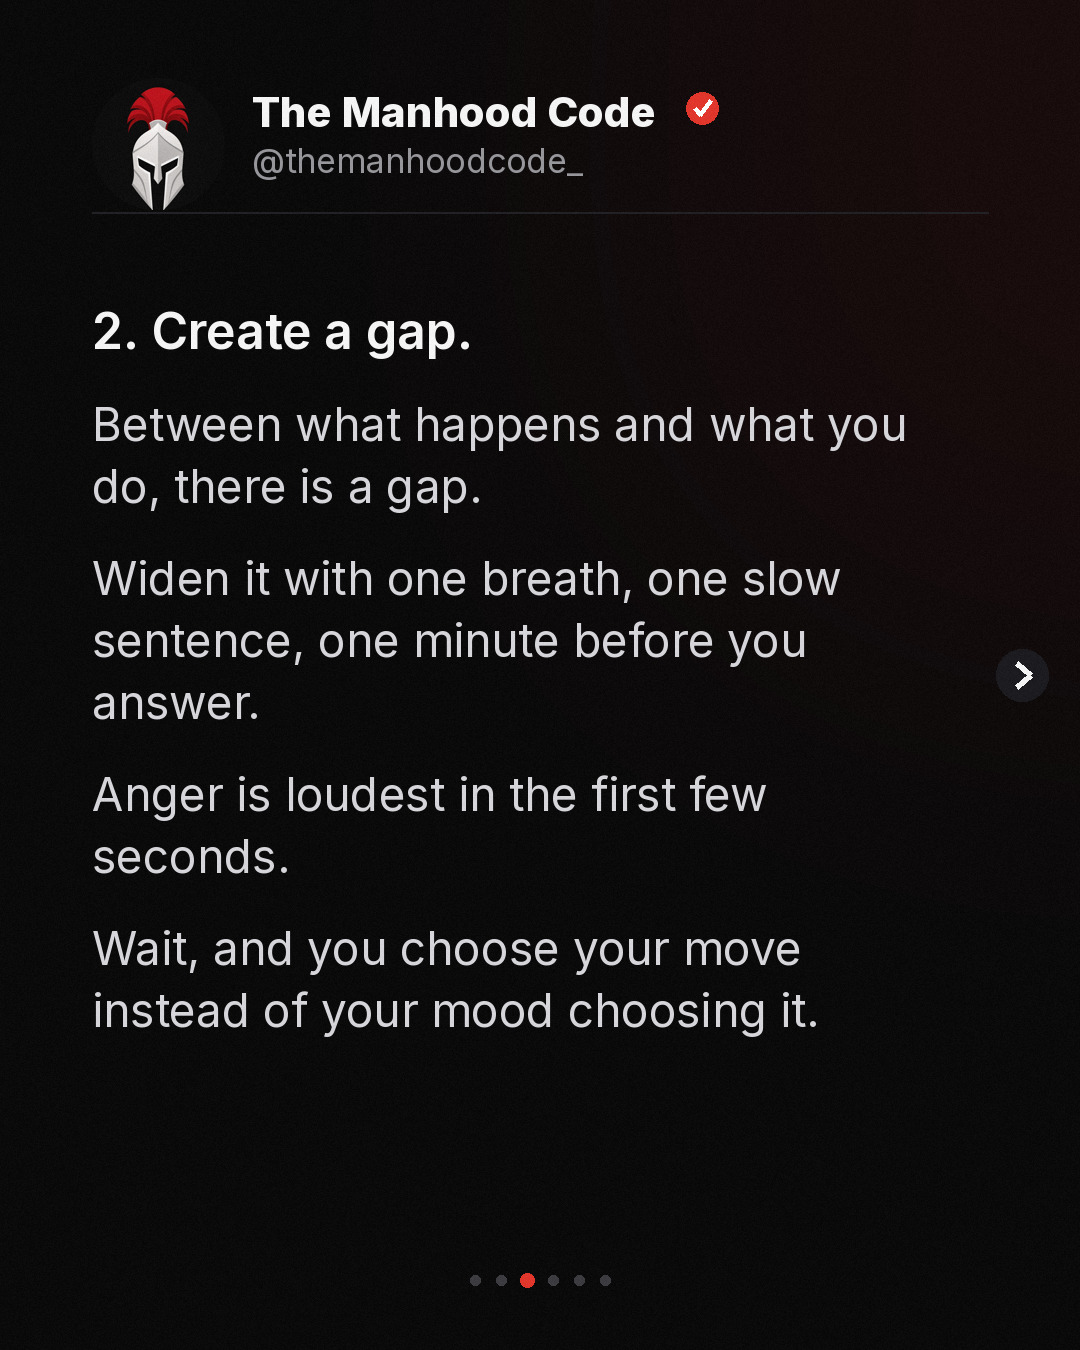 The Manhood Code
@themanhoodcode_
2. Create a gap.
Between what happens and what you
do, there is a gap.
Widen it with one breath, one slow
sentence, one minute before you
answer.
Anger is loudest in the first few
seconds.
Wait, and you choose your move
instead of your mood choosing it.